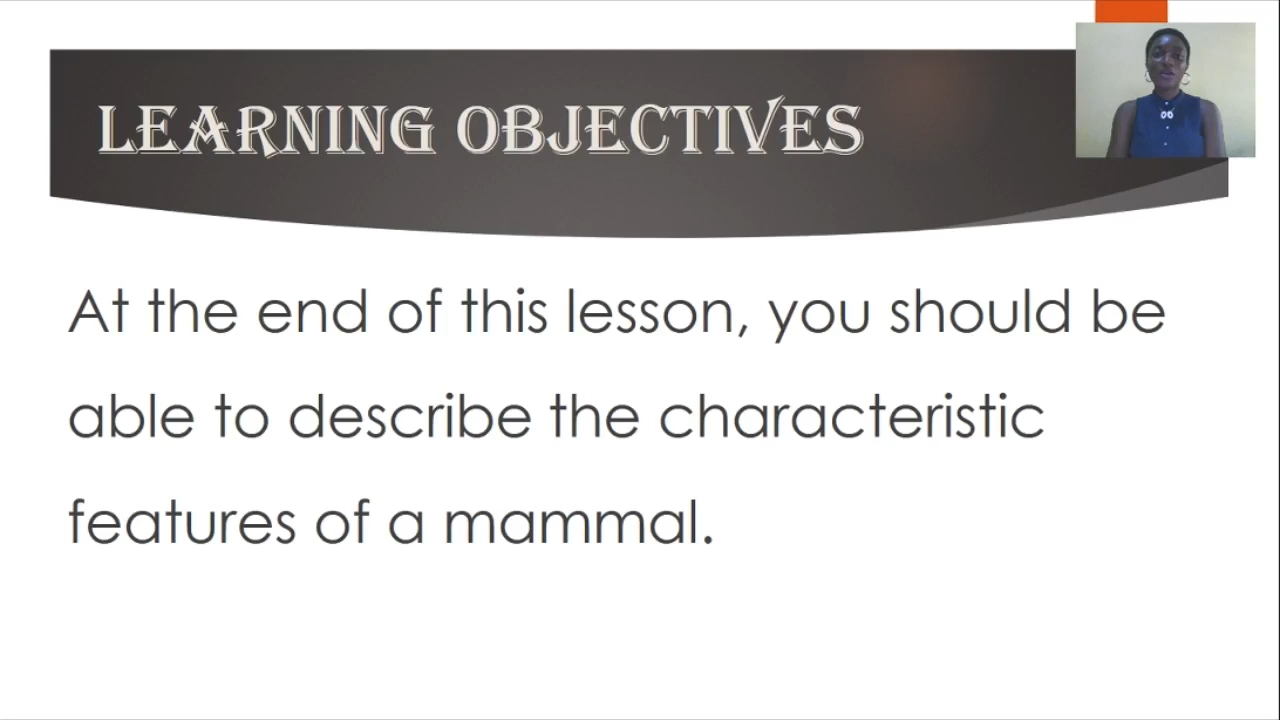 LEARNING OBJECTIVES
At the end of this lesson, you should be
able to describe the characteristic
features of a mammal.